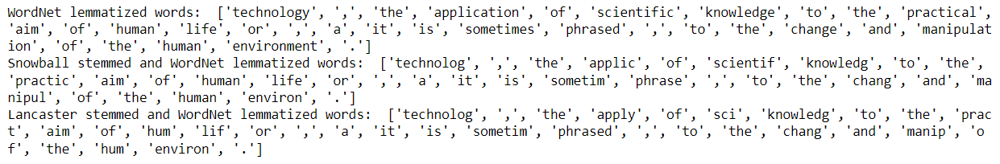 WordNet lemmatized words:  ['technology', ',', 'the', 'application', 'of', 'scientific', 'knowledge', 'to', 'the', 'practical',
'aim', 'of', 'human', 'life', 'or', ',', 'a', 'it', 'is', 'sometimes', 'phrased', ',', 'to', 'the', 'change', 'and', 'manipulat
ion', 'of', 'the', 'human', 'environment', '.']
Snowball stemmed and WordNet lemmatized words:  ['technolog', ',', 'the', 'applic', 'of', 'scientif', 'knowledg', 'to', 'the',
'practic', 'aim', 'of', 'human', 'life', 'or', ',', 'a', 'it', 'is', 'sometim', 'phrase', ',', 'to', 'the', 'chang', 'and', 'ma
nipul', 'of', 'the', 'human', 'environ', '.']
Lancaster stemmed and WordNet lemmatized words:  ['technolog', ',', 'the', 'apply', 'of', 'sci', 'knowledg', 'to', 'the', 'prac
t', 'aim', 'of', 'hum', 'lif', 'or', ',', 'a', 'it', 'is', 'sometim', 'phrased', ',', 'to', 'the', 'chang', 'and', 'manip', 'o
f', 'the', 'hum', 'environ', '.']